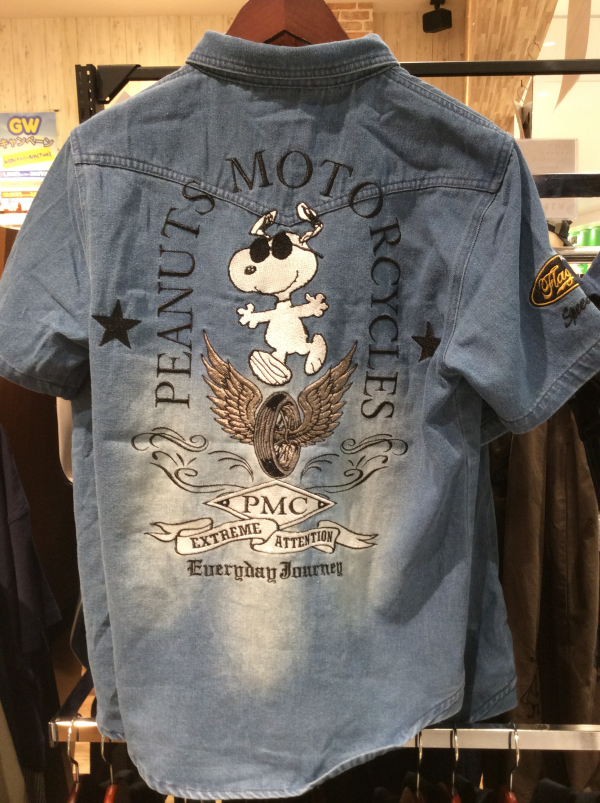 GW
キャンペーン
PEANUTS MOTORCYCLES
PMC
EXTREME ATTENTION
Everyday Journey